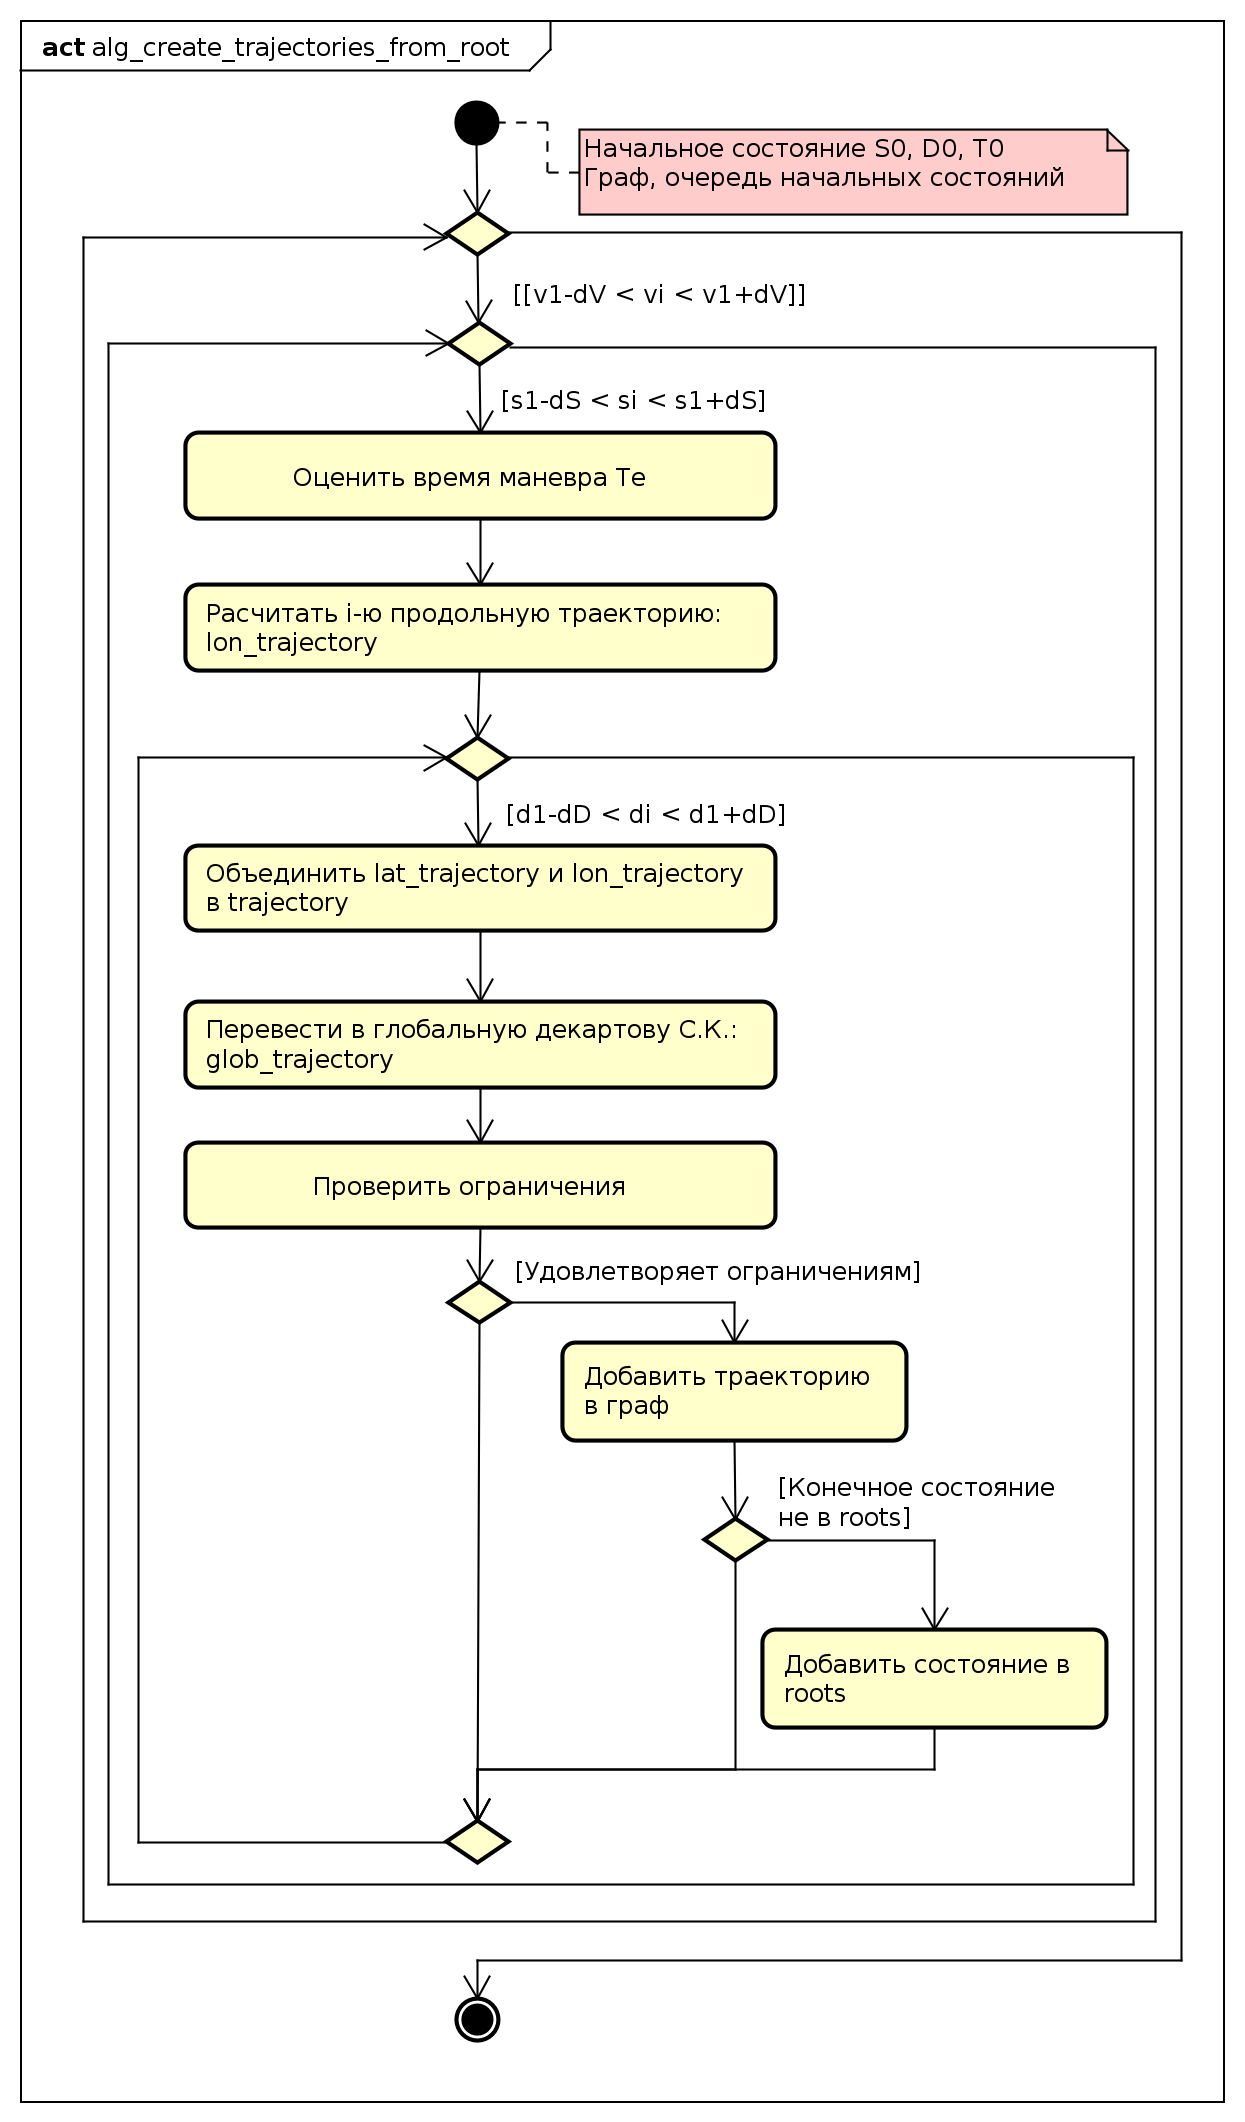 act alg_create_trajectories_from_root
Начальное состояние S0, D0, T0
Граф, очередь начальных состояний
[[v1-dV < vi < v1+dV]]
[s1-dS < si < s1+dS]
Оценить время маневра Te
Расчитать i-ю продольную траекторию:
lon_trajectory
[d1-dD < di < d1+dD]
Объединить lat_trajectory и lon_trajectory
в trajectory
Перевести в глобальную декартову С.К.:
glob_trajectory
Проверить ограничения
[Удовлетворяет ограничениям]
Добавить траекторию
в граф
[Конечное состояние
не в roots]
Добавить состояние в
roots